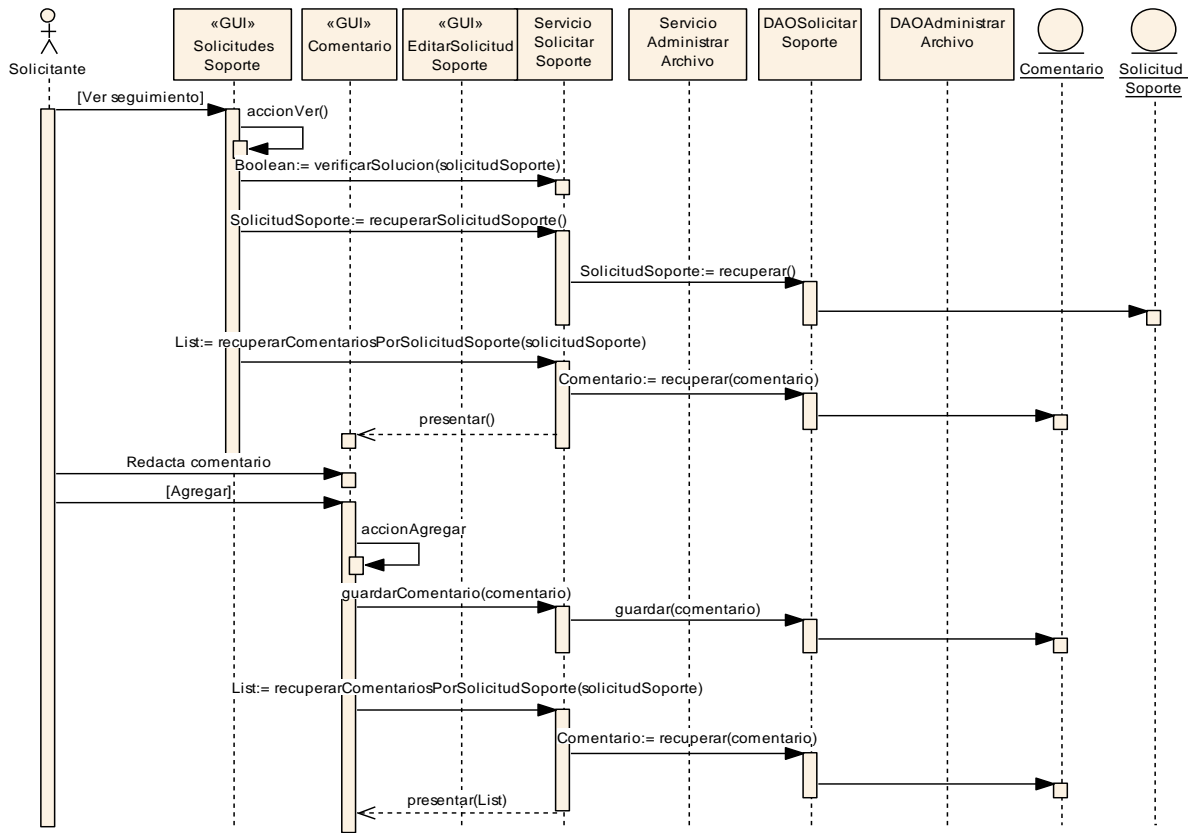 «GUI»
Solicitudes
Soporte
«GUI»
Comentario
«GUI»
EditarSolicitud
Soporte
Servicio
Solicitar
Soporte
Servicio
Administrar
Archivo
DAOSolicitar
Soporte
DAOAdministrar
Archivo
Solicitante
Comentario
Solicitud
Soporte
[Ver seguimiento]
accionVer()
Boolean:= verificarSolucion(solicitudSoporte)
SolicitudSoporte:= recuperarSolicitudSoporte()
SolicitudSoporte:= recuperar()
List:= recuperarComentariosPorSolicitudSoporte(solicitudSoporte)
Comentario:= recuperar(comentario)
presentar()
Redacta comentario
[Agregar]
accionAgregar
guardarComentario(comentario)
guardar(comentario)
List:= recuperarComentariosPorSolicitudSoporte(solicitudSoporte)
Comentario:= recuperar(comentario)
presentar(List)